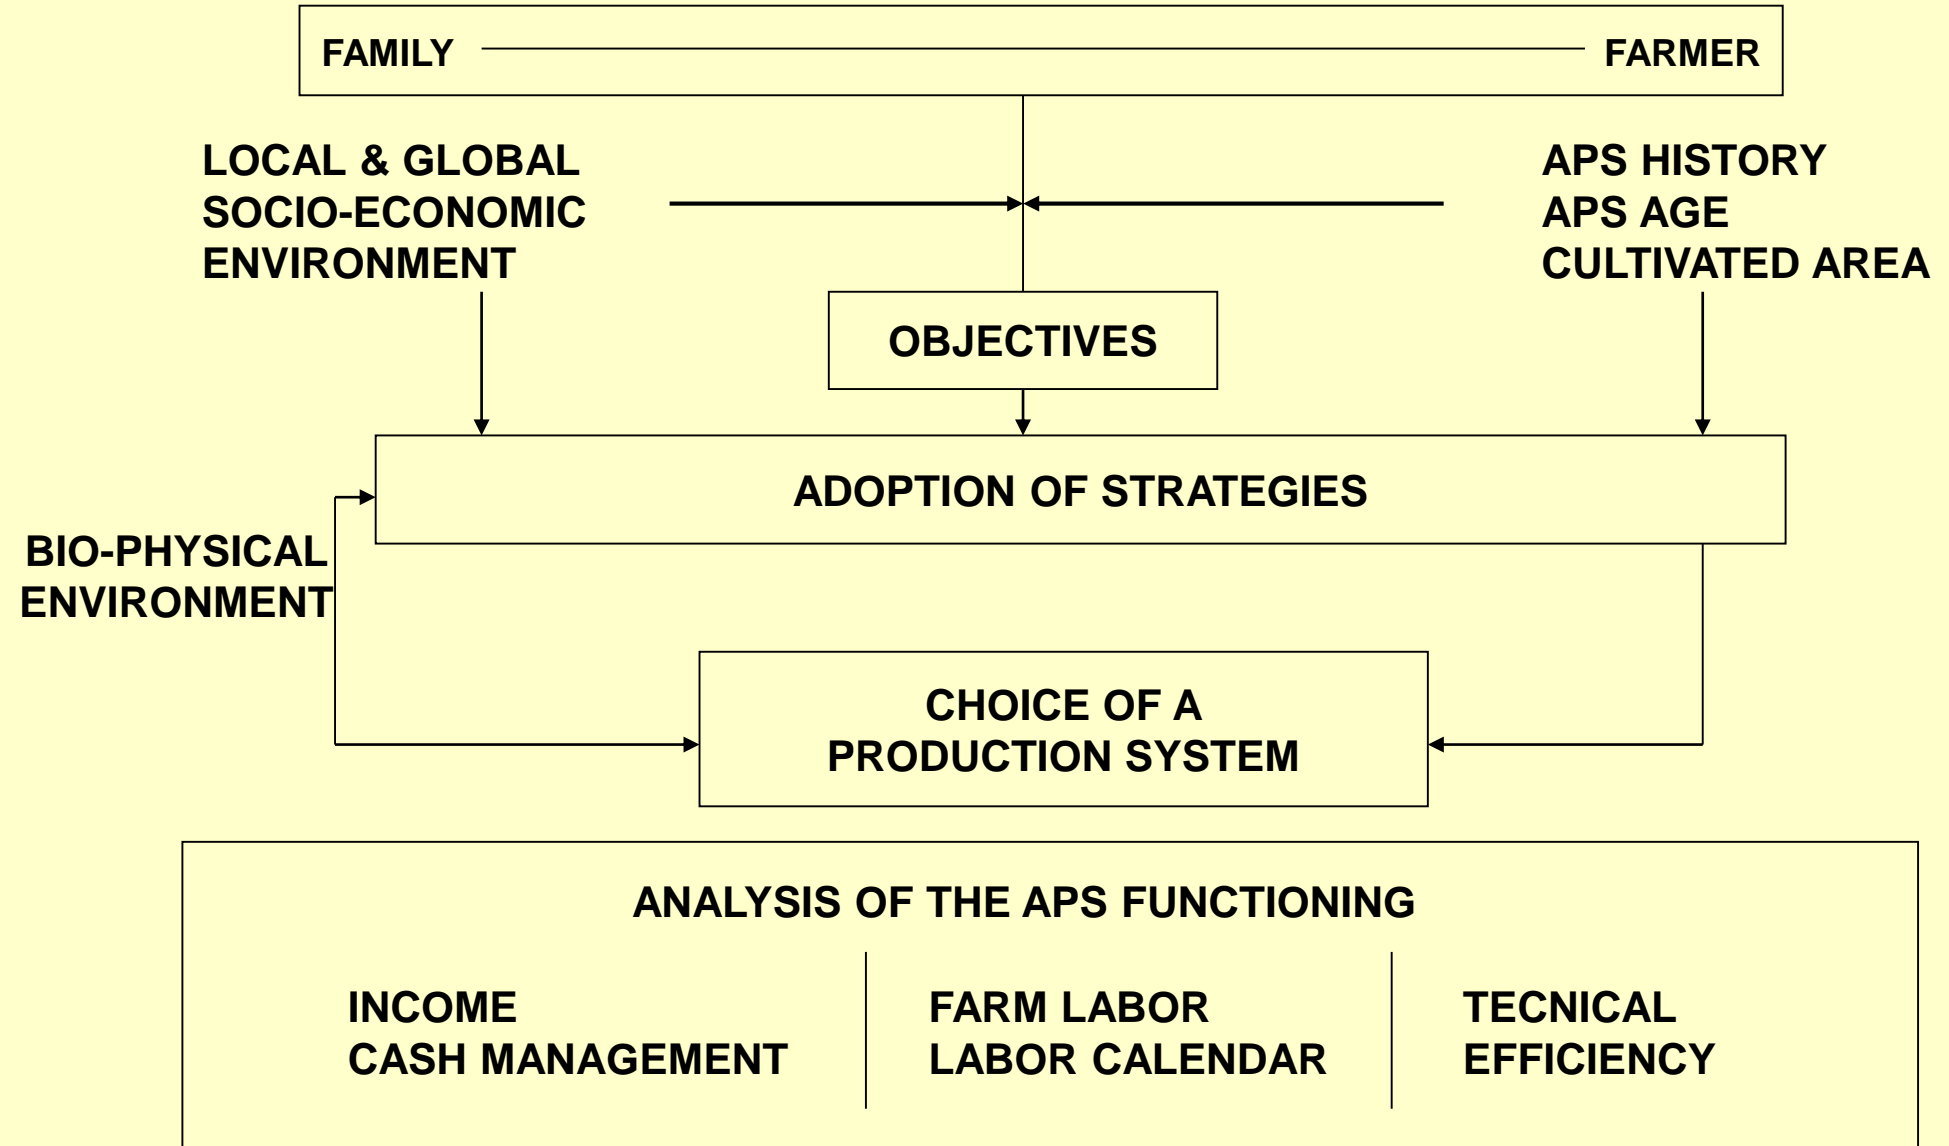 FAMILY FARMER
LOCAL & GLOBAL
SOCIO-ECONOMIC
ENVIRONMENT
APS HISTORY
APS AGE
CULTIVATED AREA
OBJECTIVES
ADOPTION OF STRATEGIES
BIO-PHYSICAL
ENVIRONMENT
CHOICE OF A
PRODUCTION SYSTEM
ANALYSIS OF THE APS FUNCTIONING
INCOME
CASH MANAGEMENT
FARM LABOR
LABOR CALENDAR
TECNICAL
EFFICIENCY